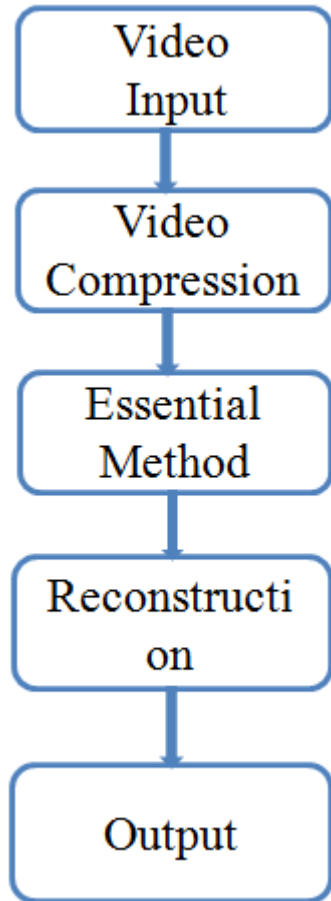 Video
Input
Video
Compression
Essential
Method
Reconstructi
on
Output